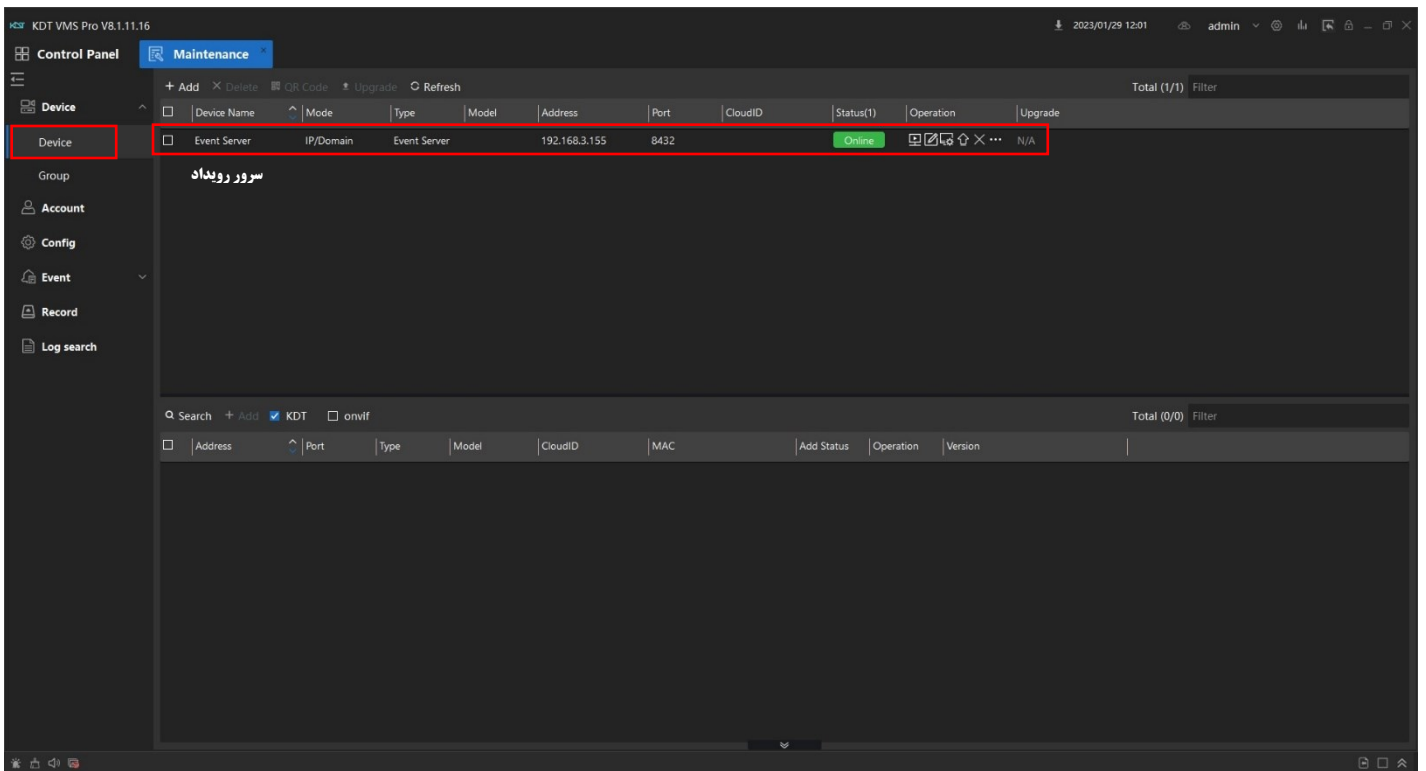 KDT KDT VMS Pro V8.1.11.16 2023/01/29 12:01 admin
Control Panel Maintenance
+ Add Delete QR Code Upgrade Refresh Total (1/1) Filter
Device
Device Name Mode Type Model Address Port CloudID Status(1) Operation Upgrade
Device
Event Server IP/Domain Event Server 192.168.3.155 8432 Online N/A
Group
سرور رویداد
Account
Config
Event
Record
Log search
Search + Add KDT onvif Total (0/0) Filter
Address Port Type Model CloudID MAC Add Status Operation Version